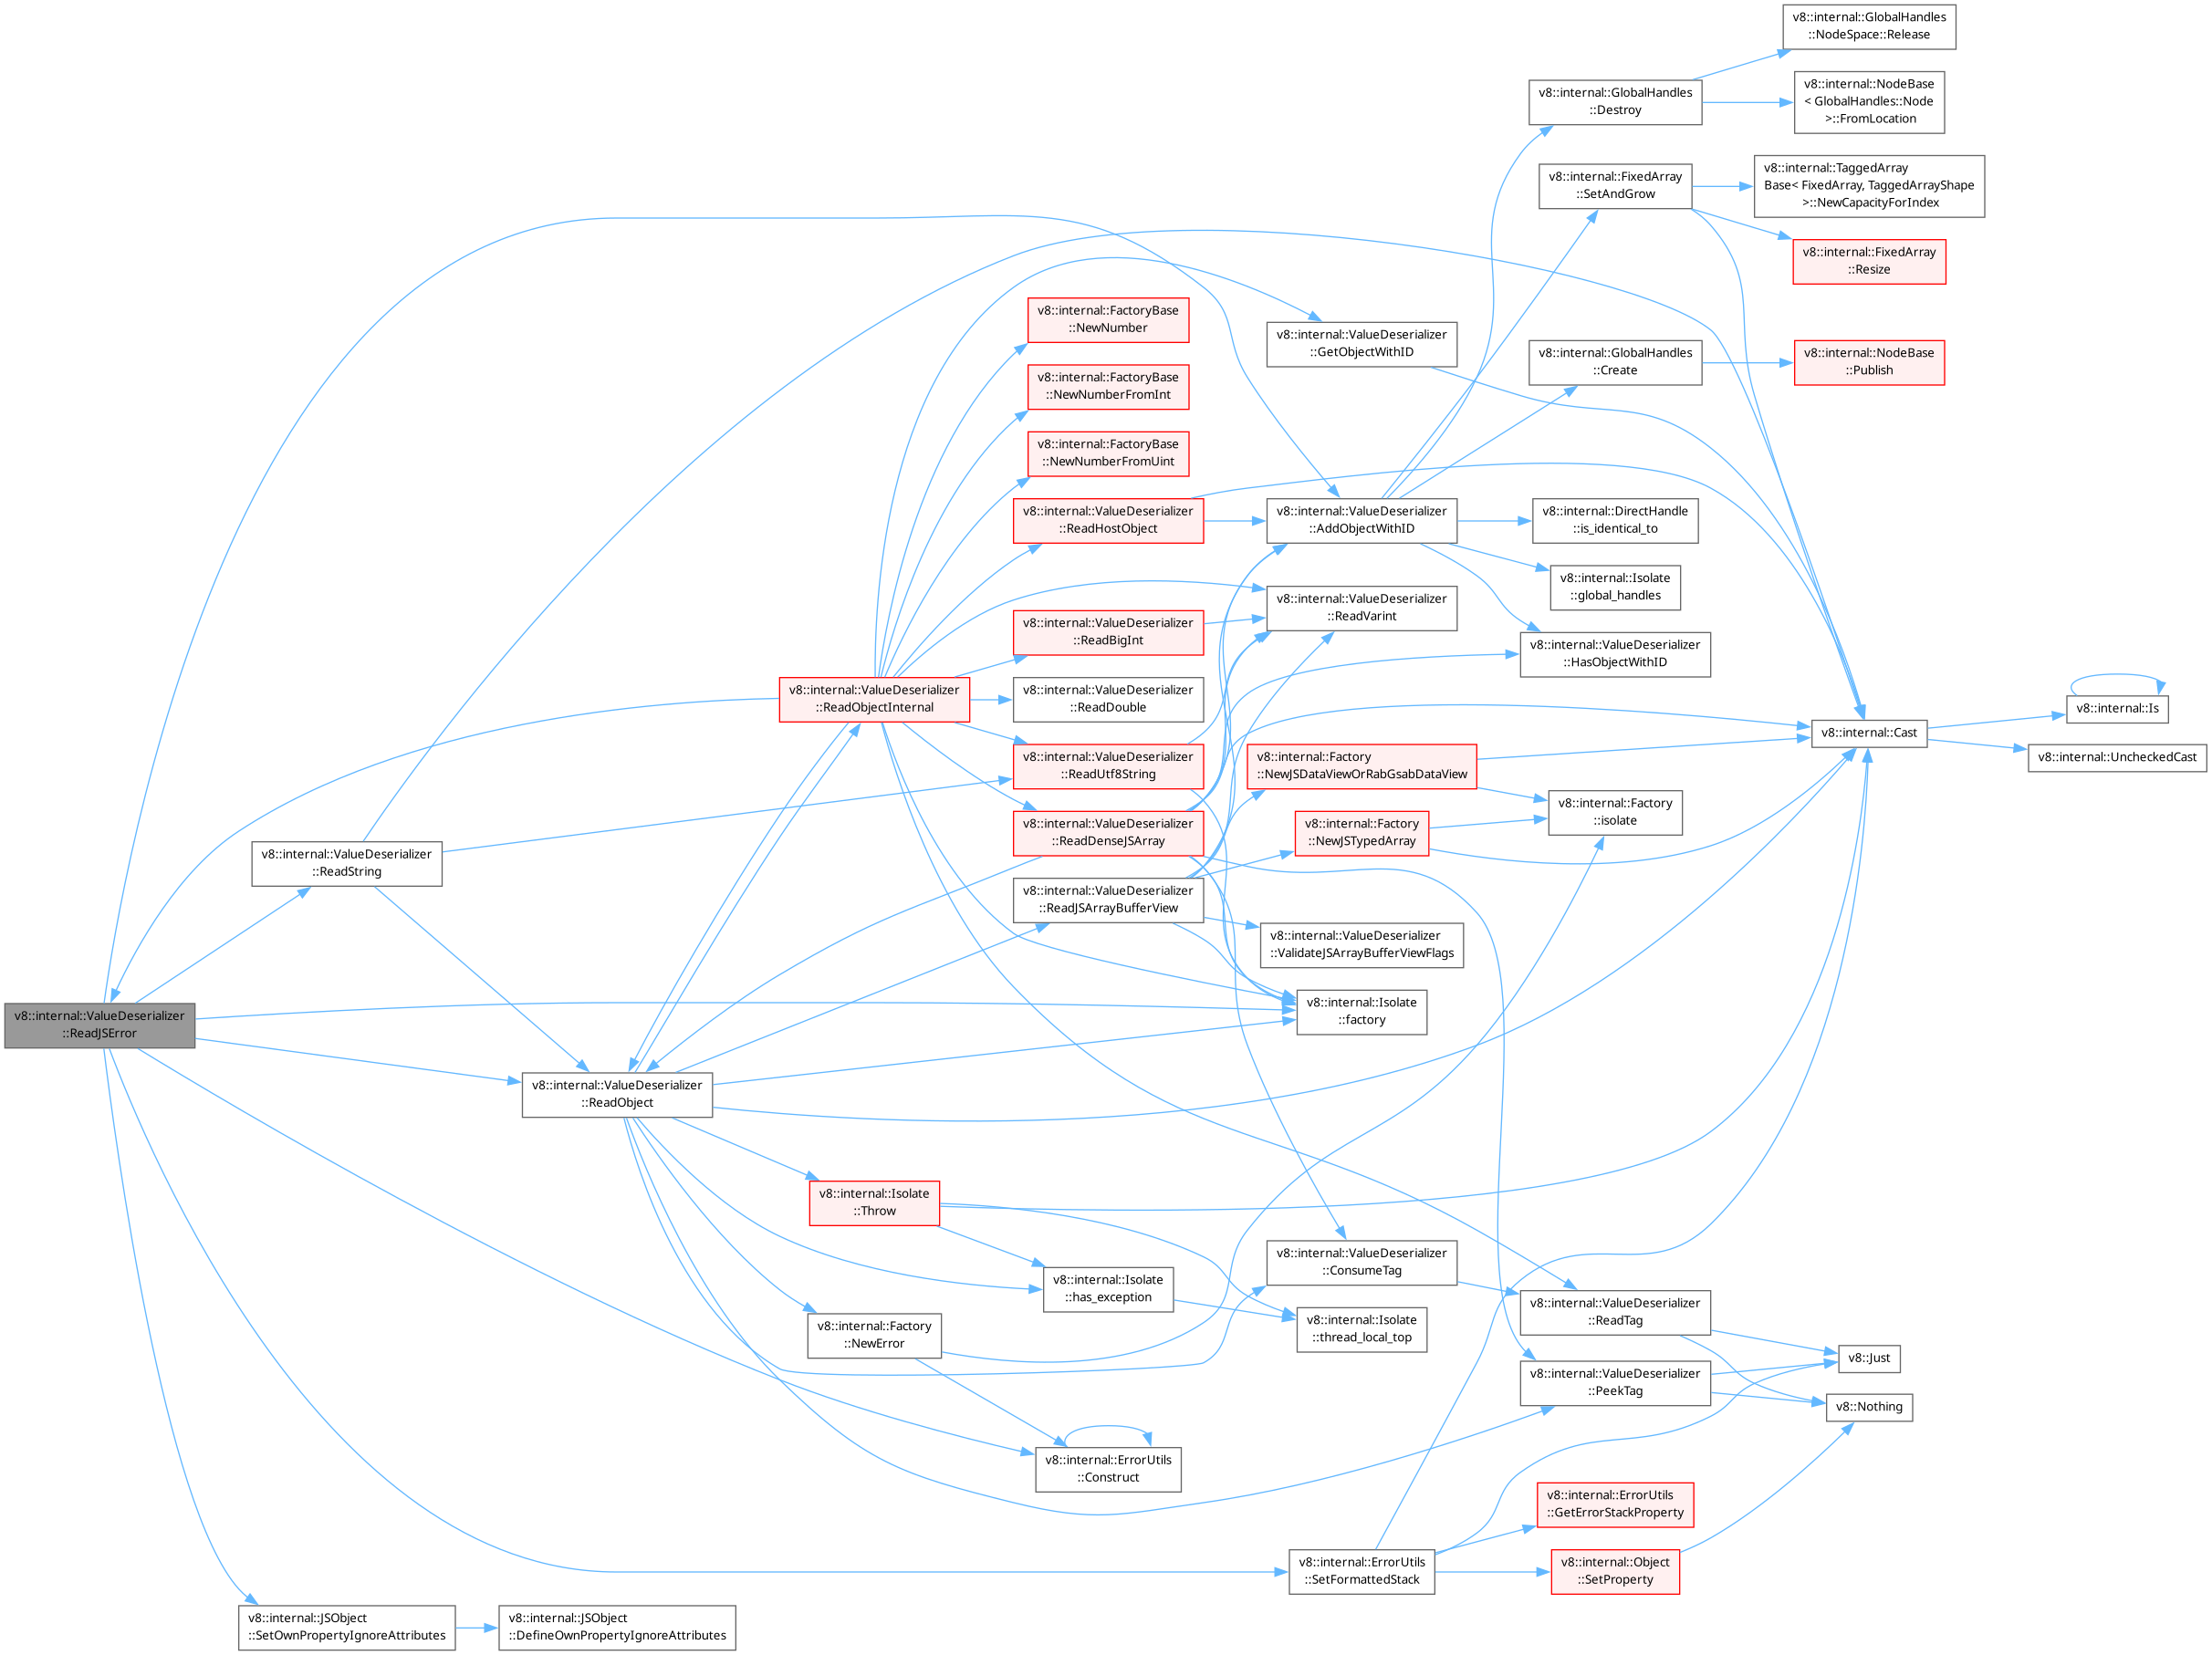 v8::internal::GlobalHandles
::NodeSpace::Release
v8::internal::GlobalHandles
::Destroy
v8::internal::NodeBase
< GlobalHandles::Node
>::FromLocation
v8::internal::FixedArray
::SetAndGrow
v8::internal::TaggedArray
Base< FixedArray, TaggedArrayShape
>::NewCapacityForIndex
v8::internal::FixedArray
::Resize
v8::internal::FactoryBase
::NewNumber
v8::internal::ValueDeserializer
::GetObjectWithID
v8::internal::GlobalHandles
::Create
v8::internal::NodeBase
::Publish
v8::internal::FactoryBase
::NewNumberFromInt
v8::internal::FactoryBase
::NewNumberFromUint
v8::internal::ValueDeserializer
::ReadHostObject
v8::internal::ValueDeserializer
::AddObjectWithID
v8::internal::DirectHandle
::is_identical_to
v8::internal::Isolate
::global_handles
v8::internal::ValueDeserializer
::ReadVarint
v8::internal::ValueDeserializer
::ReadBigInt
v8::internal::ValueDeserializer
::HasObjectWithID
v8::internal::ValueDeserializer
::ReadObjectInternal
v8::internal::ValueDeserializer
::ReadDouble
v8::internal::Is
v8::internal::Cast
v8::internal::UncheckedCast
v8::internal::ValueDeserializer
::ReadUtf8String
v8::internal::Factory
::NewJSDataViewOrRabGsabDataView
v8::internal::Factory
::isolate
v8::internal::ValueDeserializer
::ReadDenseJSArray
v8::internal::Factory
::NewJSTypedArray
v8::internal::ValueDeserializer
::ReadString
v8::internal::ValueDeserializer
::ReadJSArrayBufferView
v8::internal::ValueDeserializer
::ValidateJSArrayBufferViewFlags
v8::internal::ValueDeserializer
::ReadJSError
v8::internal::Isolate
::factory
v8::internal::ValueDeserializer
::ReadObject
v8::internal::Isolate
::Throw
v8::internal::ValueDeserializer
::ConsumeTag
v8::internal::Isolate
::has_exception
v8::internal::ValueDeserializer
::ReadTag
v8::internal::Factory
::NewError
v8::internal::Isolate
::thread_local_top
v8::Just
v8::internal::ValueDeserializer
::PeekTag
v8::Nothing
v8::internal::ErrorUtils
::Construct
v8::internal::ErrorUtils
::GetErrorStackProperty
v8::internal::ErrorUtils
::SetFormattedStack
v8::internal::Object
::SetProperty
v8::internal::JSObject
::SetOwnPropertyIgnoreAttributes
v8::internal::JSObject
::DefineOwnPropertyIgnoreAttributes